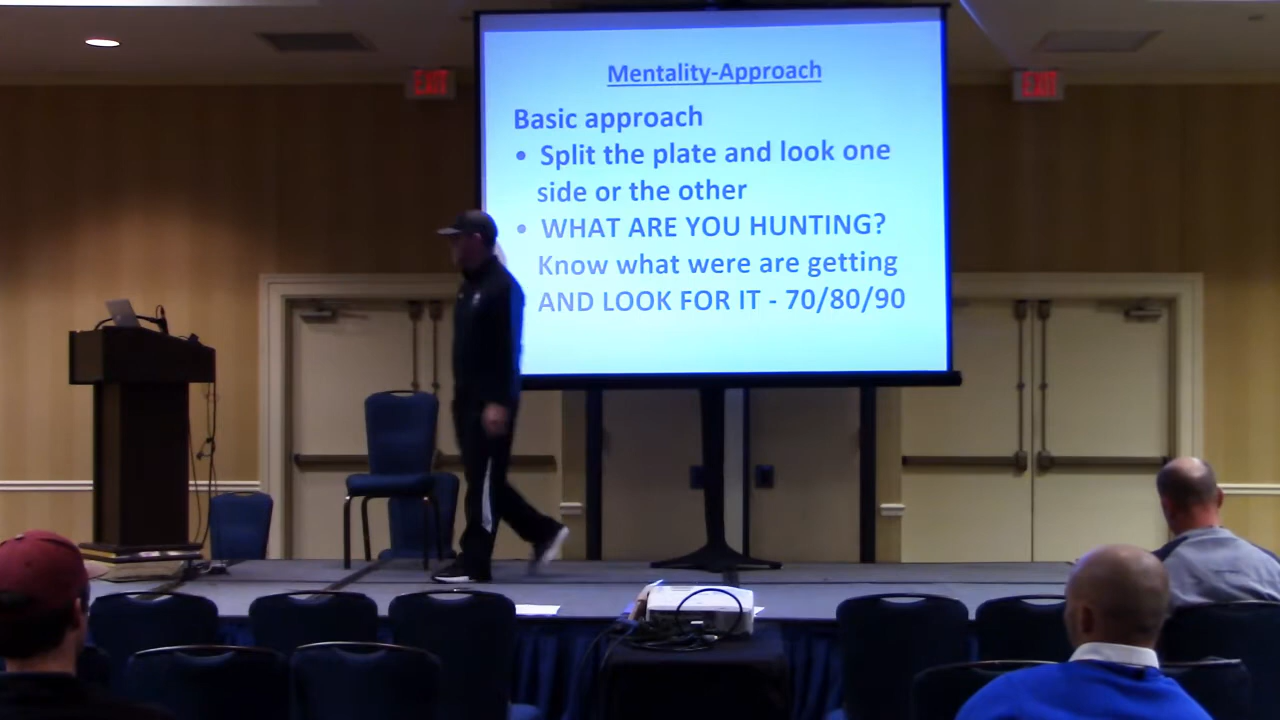 EXIT
EXIT
Mentality-Approach
Basic approach
• Split the plate and look one
side or the other
• WHAT ARE YOU HUNTING?
Know what were are getting
AND LOOK FOR IT - 70/80/90